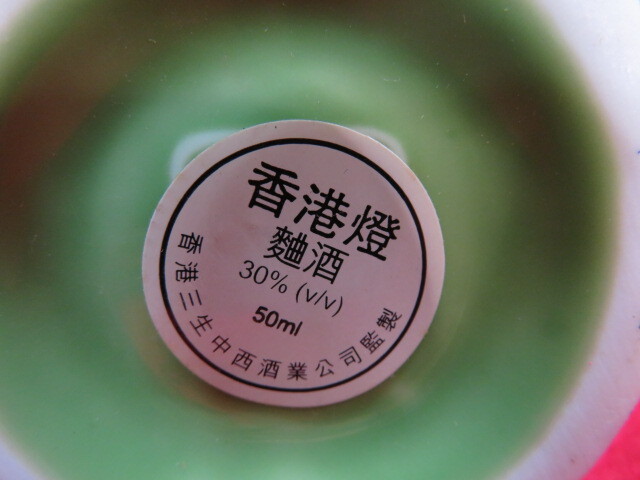 香港燈
麯酒
30% (v/v)
50ml
香港三生中西酒業公司監製